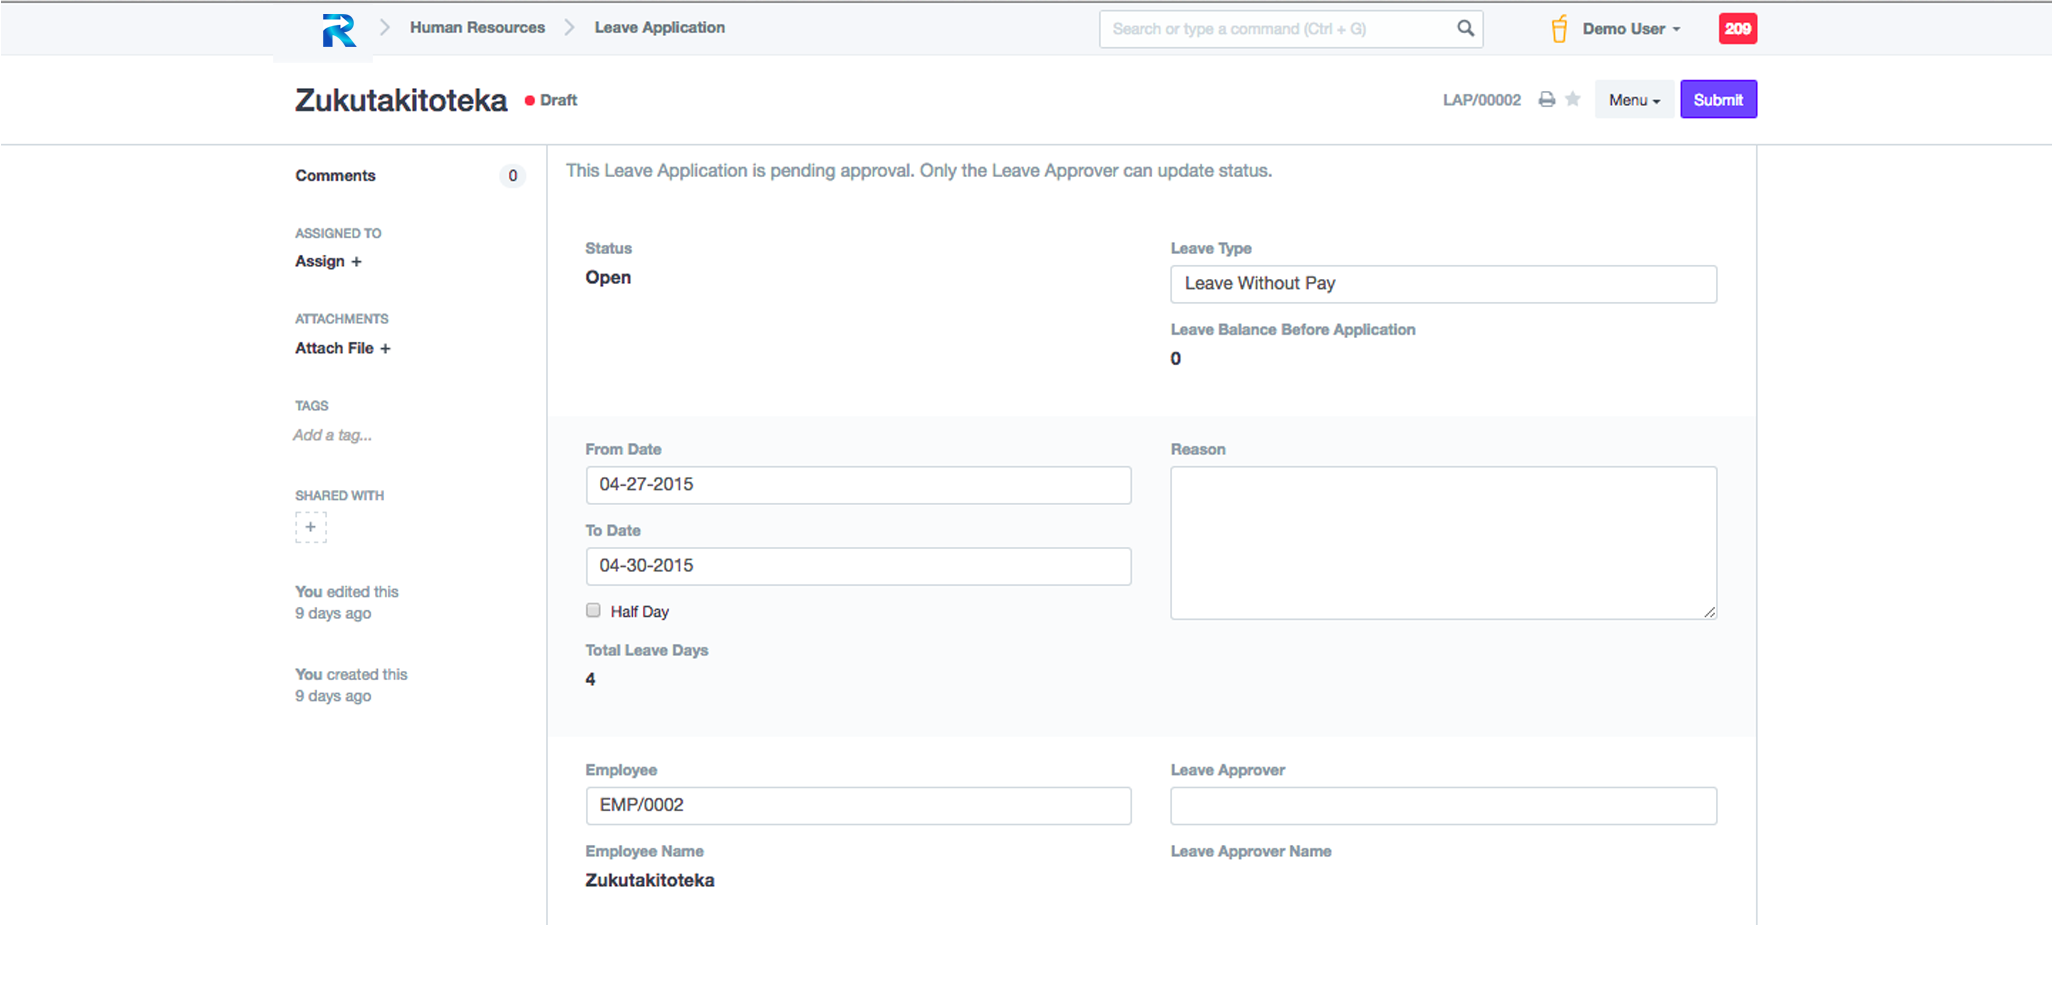 Human Resources
Leave Application
Search or type a command (Ctrl + G)
Demo User
209
Zukutakitoteka
Draft
LAP/00002
Menu
Submit
Comments
0
This Leave Application is pending approval. Only the Leave Approver can update status.
ASSIGNED TO
Assign +
ATTACHMENTS
Attach File +
TAGS
Add a tag...
SHARED WITH
+
You edited this
9 days ago
You created this
9 days ago
Status
Open
Leave Type
Leave Without Pay
Leave Balance Before Application
0
From Date
04-27-2015
To Date
04-30-2015
Half Day
Total Leave Days
4
Reason
Employee
EMP/0002
Employee Name
Zukutakitoteka
Leave Approver
Leave Approver Name